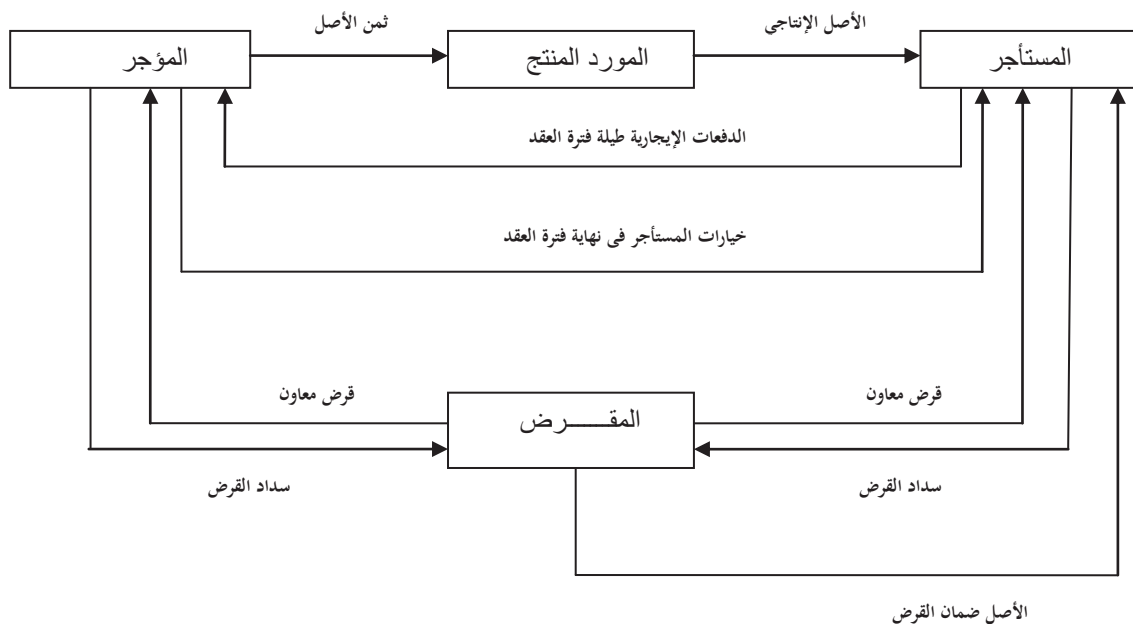 الأصل الإنتاجي
ثمن الأصل
المستأجر
المورد المنتج
المؤجر
الدفعات الإيجارية طيلة فترة العقد
خيارات المستأجر فى نهاية فترة العقد
قرض معاون
قرض معاون
المقـــــرض
سداد القرض
سداد القرض
الأصل ضمان القرض